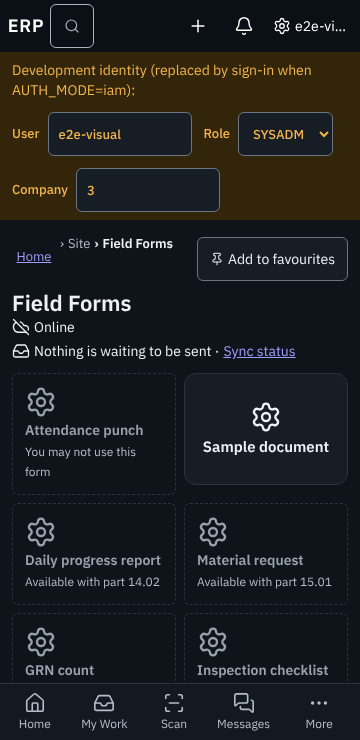 ERP
e2e-vi...
Development identity (replaced by sign-in when
AUTH_MODE=iam):
User e2e-visual Role SYSADM
Company 3
Home › Site › Field Forms
Add to favourites
Field Forms
Online
Nothing is waiting to be sent · Sync status
Attendance punch
You may not use this
form
Sample document
Daily progress report
Available with part 14.02
Material request
Available with part 15.01
GRN count
Inspection checklist
Home My Work Scan Messages More